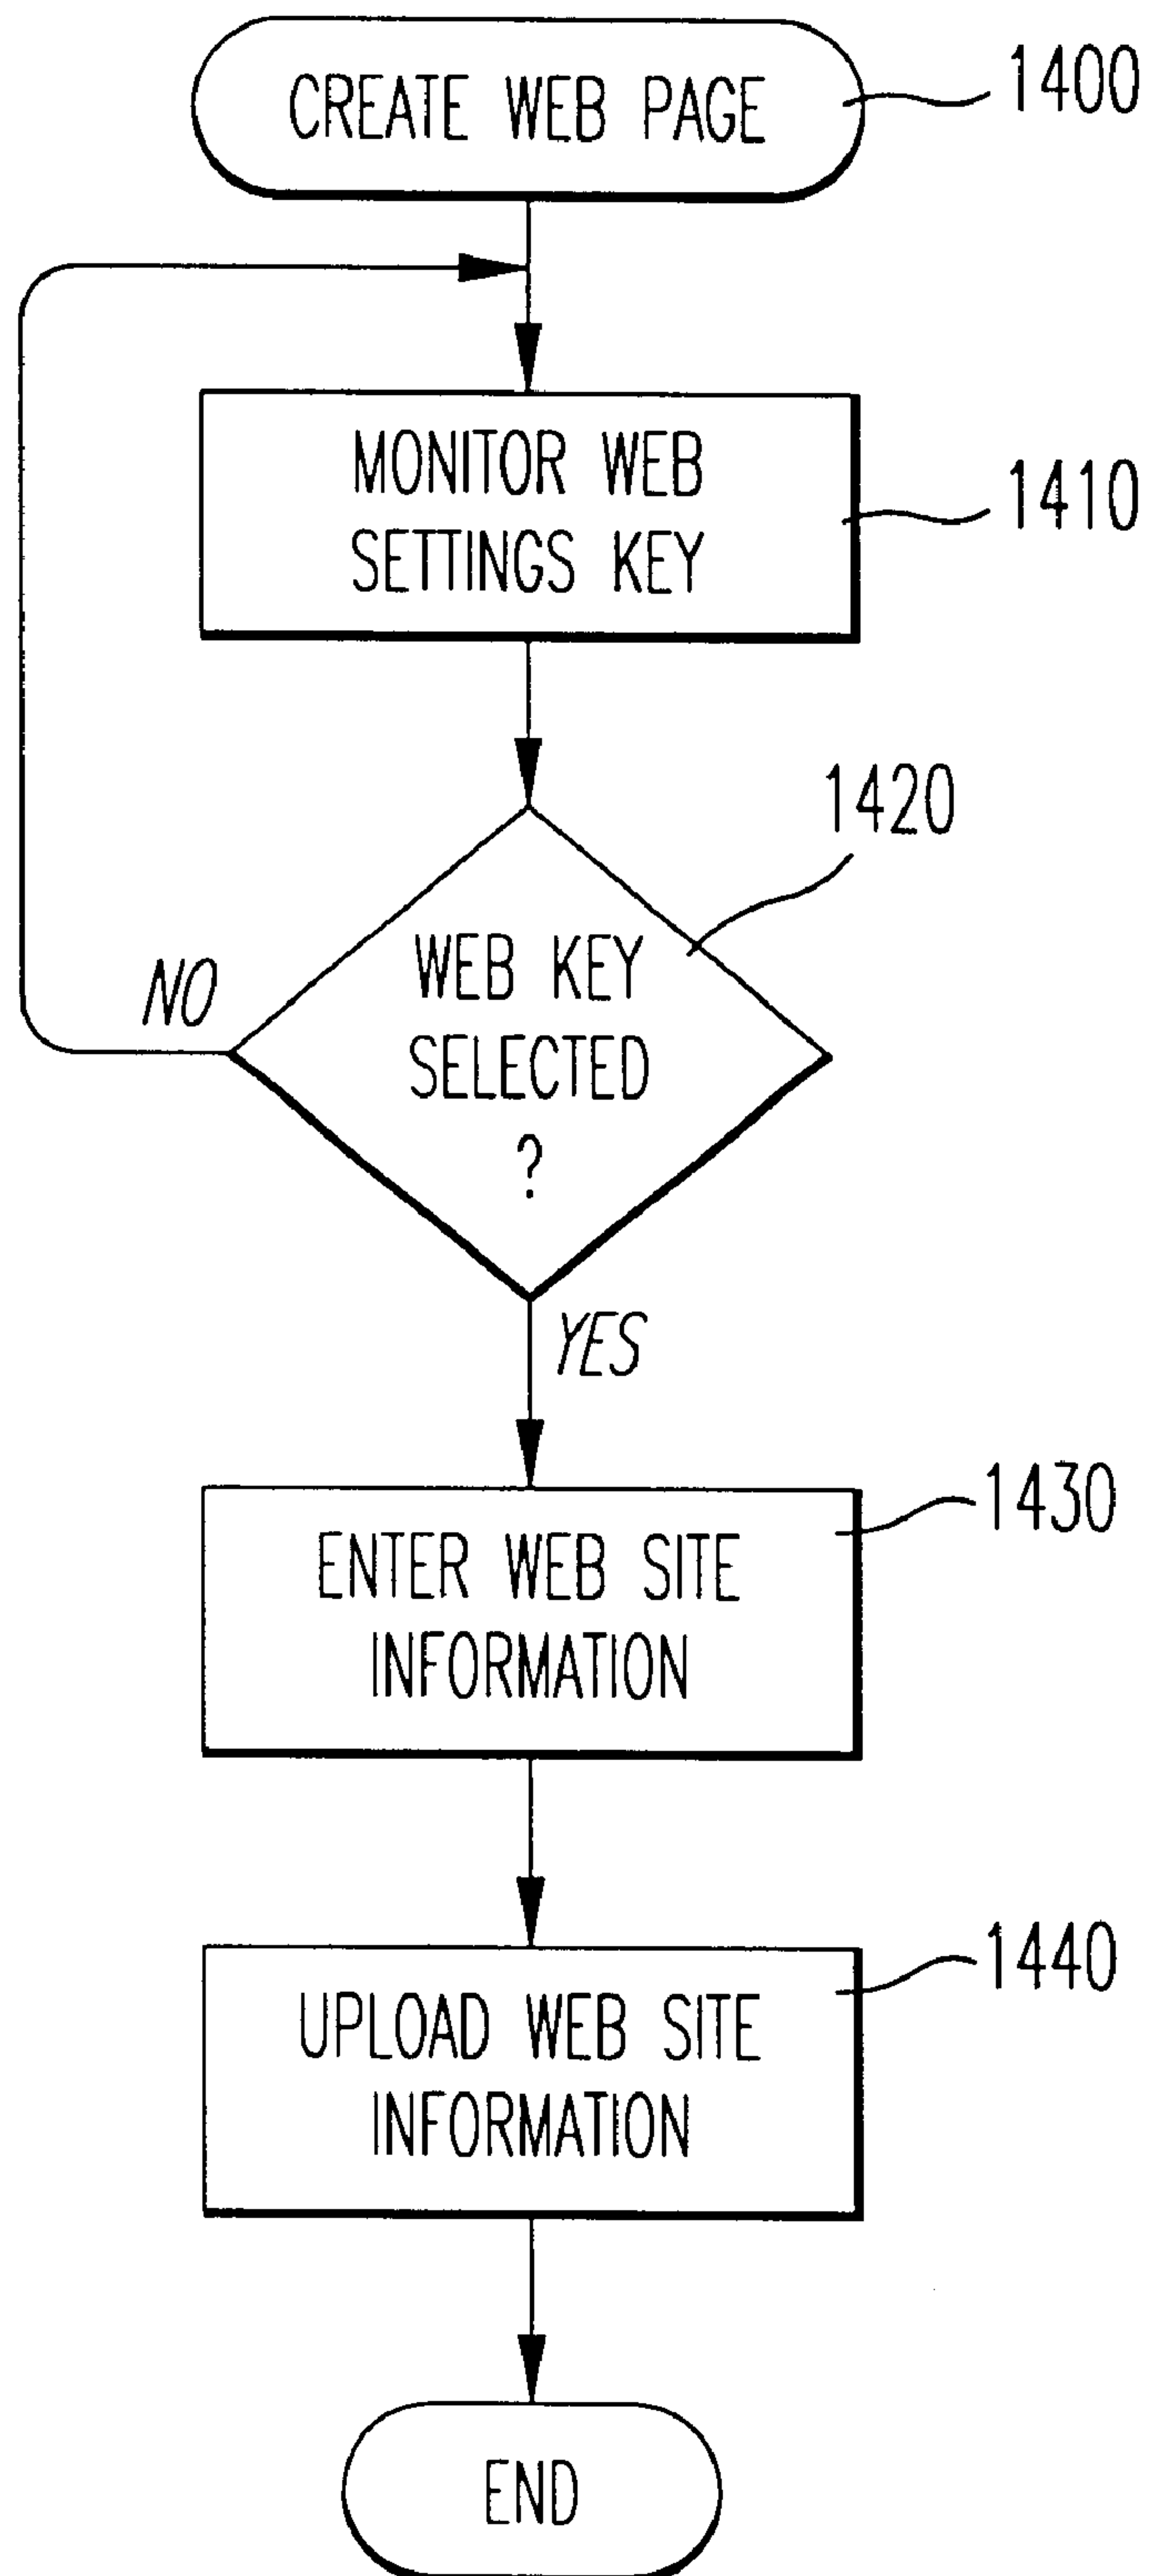 CREATE WEB PAGE
1400
MONITOR WEB
SETTINGS KEY
1410
1420
WEB KEY
SELECTED
?
NO
YES
1430
ENTER WEB SITE
INFORMATION
1440
UPLOAD WEB SITE
INFORMATION
END